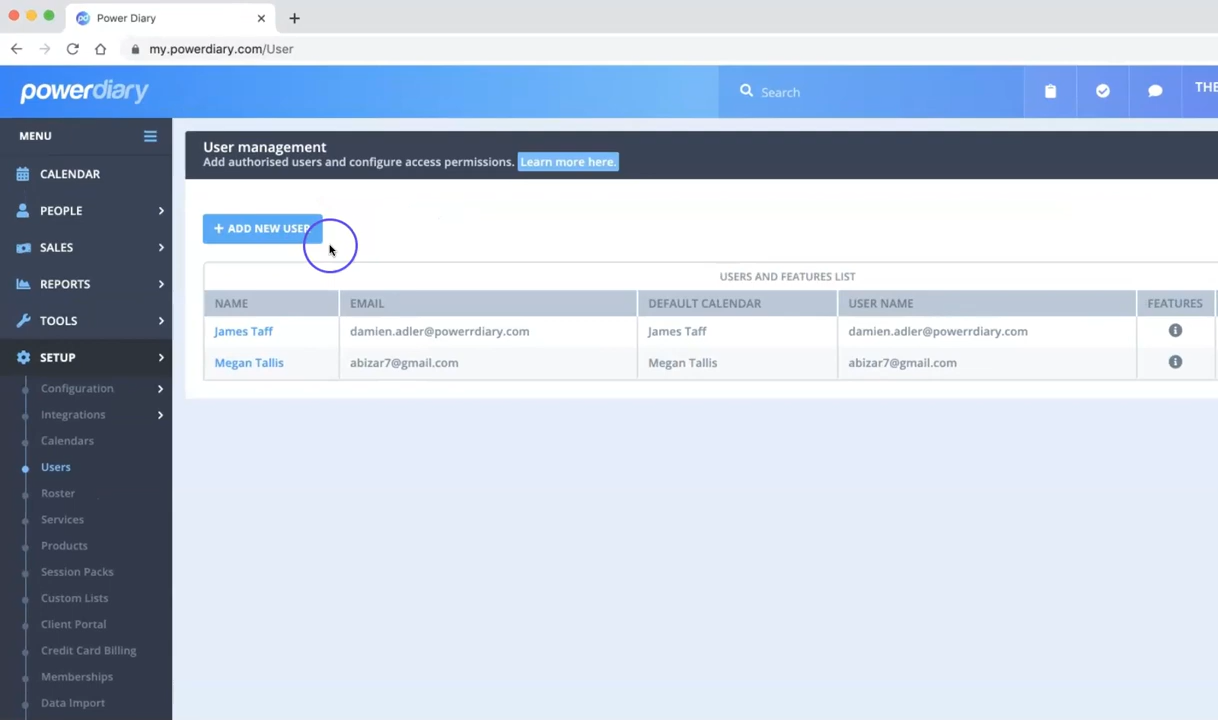 Power Diary
my.powerdiary.com/User
powerdiary
Search
THE
MENU
CALENDAR
PEOPLE
SALES
REPORTS
TOOLS
SETUP
Configuration
Integrations
Calendars
Users
Roster
Services
Products
Session Packs
Custom Lists
Client Portal
Credit Card Billing
Memberships
Data Import
User management
Add authorised users and configure access permissions. Learn more here.
+ ADD NEW USER
USERS AND FEATURES LIST
NAME EMAIL DEFAULT CALENDAR USER NAME FEATURES
James Taff damien.adler@powerrdiary.com James Taff damien.adler@powerrdiary.com
Megan Tallis abizar7@gmail.com Megan Tallis abizar7@gmail.com